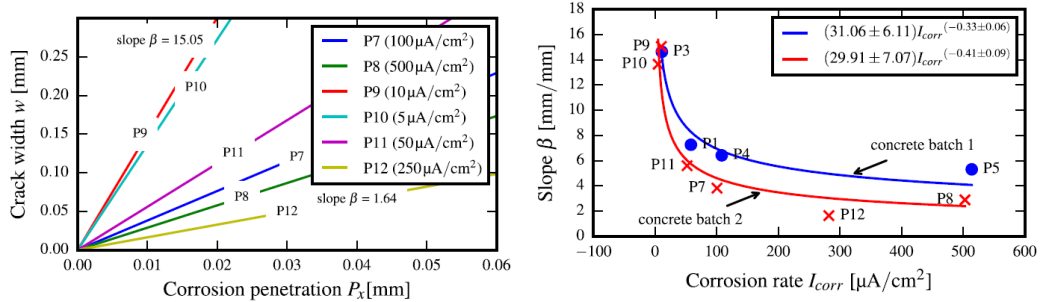 slope β = 15.05
P9
P10
P11
P7
P8
P12
slope β = 1.64
P7 (100μA/cm²)
P8 (500μA/cm²)
P9 (10μA/cm²)
P10 (5μA/cm²)
P11 (50μA/cm²)
P12 (250μA/cm²)
0.25
0.20
0.15
0.10
0.05
0.00
Crack width w [mm]
0.00 0.01 0.02 0.03 0.04 0.05 0.06
Corrosion penetration Pₓ[mm]
(31.06 ± 6.11)I_corr^(−0.33±0.06)
(29.91 ± 7.07)I_corr^(−0.41±0.09)
P9
P3
P10
P1
P4
P11
P7
P5
P8
P12
concrete batch 1
concrete batch 2
18
16
14
12
10
8
6
4
2
0
Slope β [mm/mm]
−100 0 100 200 300 400 500 600
Corrosion rate I_corr [μA/cm²]